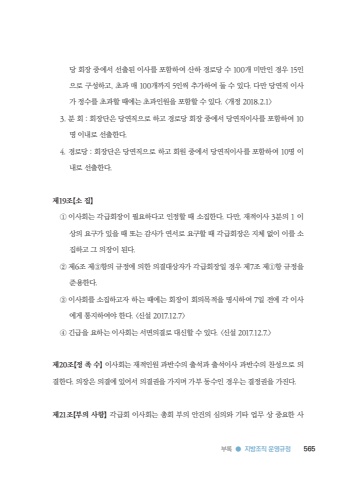 당 회장 중에서 선출된 이사를 포함하여 산하 경로당 수 100개 미만인 경우 15인
으로 구성하고, 초과 매 100개까지 5인씩 추가하여 둘 수 있다. 다만 당연직 이사
가 정수를 초과할 때에는 초과인원을 포함할 수 있다. <개정 2018.2.1>
3. 분 회 : 회장단은 당연직으로 하고 경로당 회장 중에서 당연직이사를 포함하여 10
명 이내로 선출한다.
4. 경로당 : 회장단은 당연직으로 하고 회원 중에서 당연직이사를 포함하여 10명 이
내로 선출한다.
제19조【소 집】
① 이사회는 각급회장이 필요하다고 인정할 때 소집한다. 다만, 재적이사 3분의 1 이
상의 요구가 있을 때 또는 감사가 연서로 요구할 때 각급회장은 지체 없이 이를 소
집하고 그 의장이 된다.
② 제6조 제②항의 규정에 의한 의결대상자가 각급회장일 경우 제7조 제①항 규정을
준용한다.
③ 이사회를 소집하고자 하는 때에는 회장이 회의목적을 명시하여 7일 전에 각 이사
에게 통지하여야 한다. <신설 2017.12.7>
④ 긴급을 요하는 이사회는 서면의결로 대신할 수 있다. <신설 2017.12.7.>
제20조【정 족 수】 이사회는 재적인원 과반수의 출석과 출석이사 과반수의 찬성으로 의
결한다. 의장은 의결에 있어서 의결권을 가지며 가부 동수인 경우는 결정권을 가진다.
제21조【부의 사항】 각급회 이사회는 총회 부의 안건의 심의와 기타 업무 상 중요한 사
부록 ● 지방조직 운영규정 565